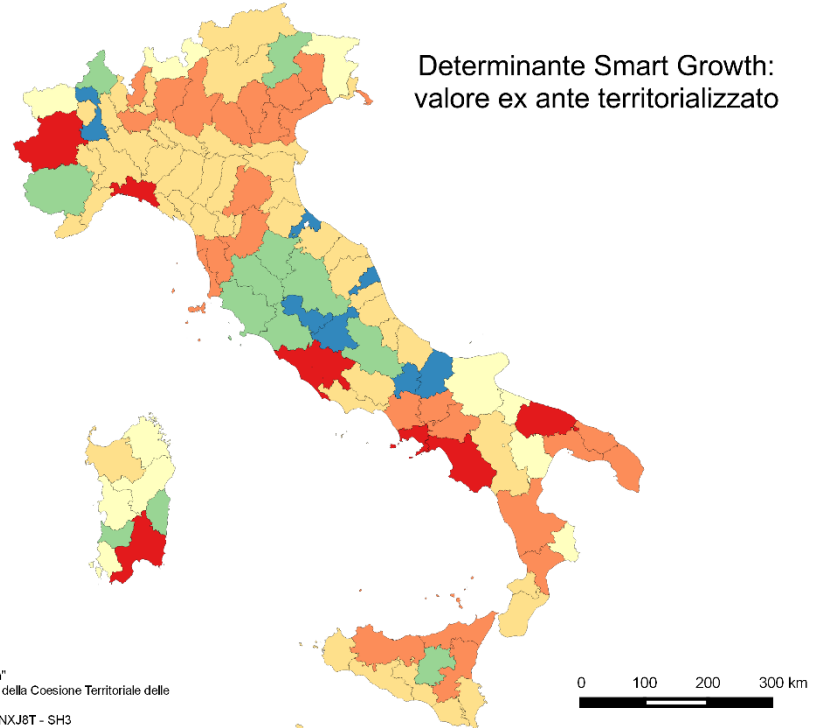 Determinante Smart Growth:
valore ex ante territorializzato
della Coesione Territoriale delle
NXJ8T - SH3
0 100 200 300 km